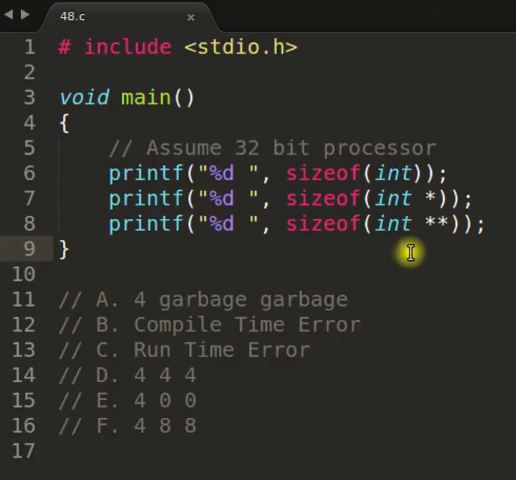 48.c ×
1 # include <stdio.h>
2
3 void main()
4 {
5 // Assume 32 bit processor
6 printf("%d ", sizeof(int));
7 printf("%d ", sizeof(int *));
8 printf("%d ", sizeof(int **));
9 }
10
11 // A. 4 garbage garbage
12 // B. Compile Time Error
13 // C. Run Time Error
14 // D. 4 4 4
15 // E. 4 0 0
16 // F. 4 8 8
17